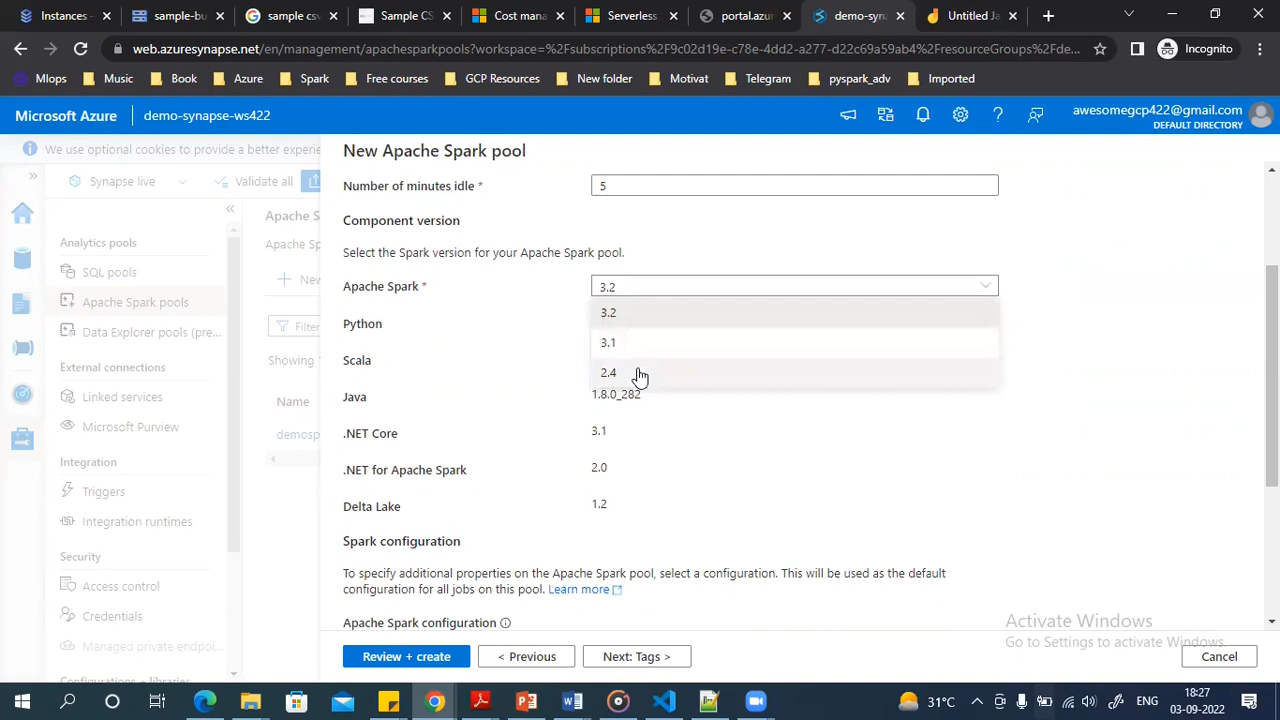 Instances
sample-bu
sample csv
Sample CS
Cost mana
Serverless
portal.azur
demo-syna
Untitled Ja
web.azuresynapse.net/en/management/apachesparkpools?workspace=%2Fsubscriptions%2F9c02d19e-c78e-4dd2-a277-d22c69a59ab4%2FresourceGroups%2Fde...
Incognito
Mlops
Music
Book
Azure
Spark
Free courses
GCP Resources
New folder
Motivat
Telegram
pyspark_adv
Imported
Microsoft Azure
demo-synapse-ws422
awesomegcp422@gmail.com
DEFAULT DIRECTORY
We use optional cookies to provide a better experie
Synapse live
Validate all
Analytics pools
SQL pools
Apache Spark pools
Data Explorer pools (pre...
External connections
Linked services
Microsoft Purview
Integration
Triggers
Integration runtimes
Security
Access control
Credentials
Managed private endpoi...
Configurations + libraries
Apache S
Apache Sp
New
Filter
Showing
Name
demosp
New Apache Spark pool
Number of minutes idle *
5
Component version
Select the Spark version for your Apache Spark pool.
Apache Spark *
3.2
3.2
Python
3.1
Scala
2.4
Java
1.8.0_282
.NET Core
3.1
.NET for Apache Spark
2.0
Delta Lake
1.2
Spark configuration
To specify additional properties on the Apache Spark pool, select a configuration. This will be used as the default
configuration for all jobs on this pool. Learn more
Apache Spark configuration
Activate Windows
Go to Settings to activate Windows.
Review + create
< Previous
Next: Tags >
Cancel
31°C
ENG
18:27
03-09-2022